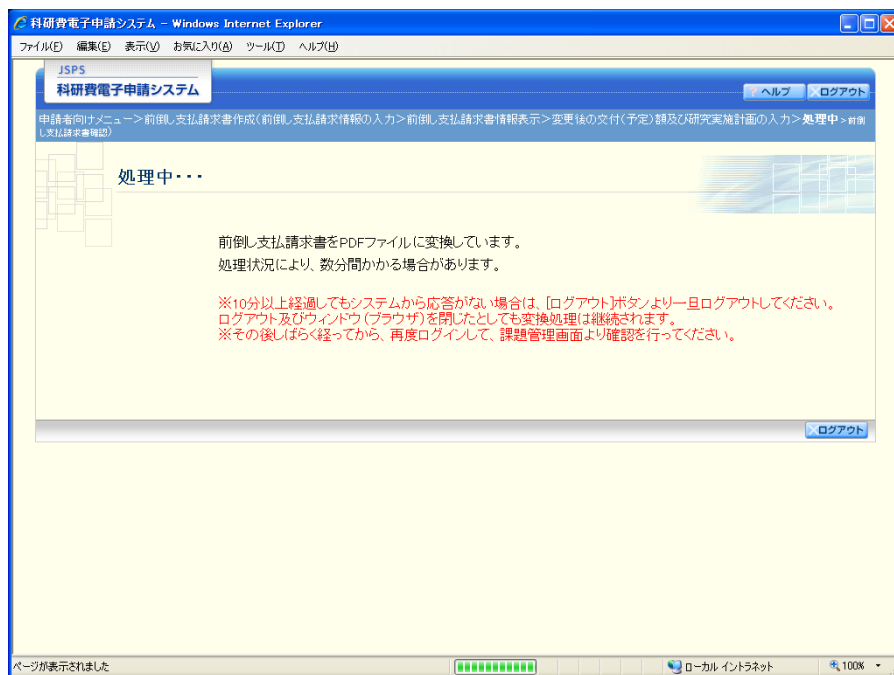 科研費電子申請システム - Windows Internet Explorer
ファイル(F) 編集(E) 表示(V) お気に入り(A) ツール(T) ヘルプ(H)
JSPS
科研費電子申請システム
? ヘルプ ×ログアウト
申請者向けメニュー>前倒し支払請求書作成(前倒し支払請求情報の入力>前倒し支払請求書情報表示>変更後の交付(予定)額及び研究実施計画の入力>処理中>前倒
し支払請求書確認)
処理中・・・
前倒し支払請求書をPDFファイルに変換しています。
処理状況により、数分間かかる場合があります。
※10分以上経過してもシステムから応答がない場合は、[ログアウト]ボタンより一旦ログアウトしてください。
ログアウト及びウィンドウ(ブラウザ)を閉じたとしても変換処理は継続されます。
※その後しばらく経ってから、再度ログインして、課題管理画面より確認を行ってください。
×ログアウト
ページが表示されました ローカル イントラネット 100%